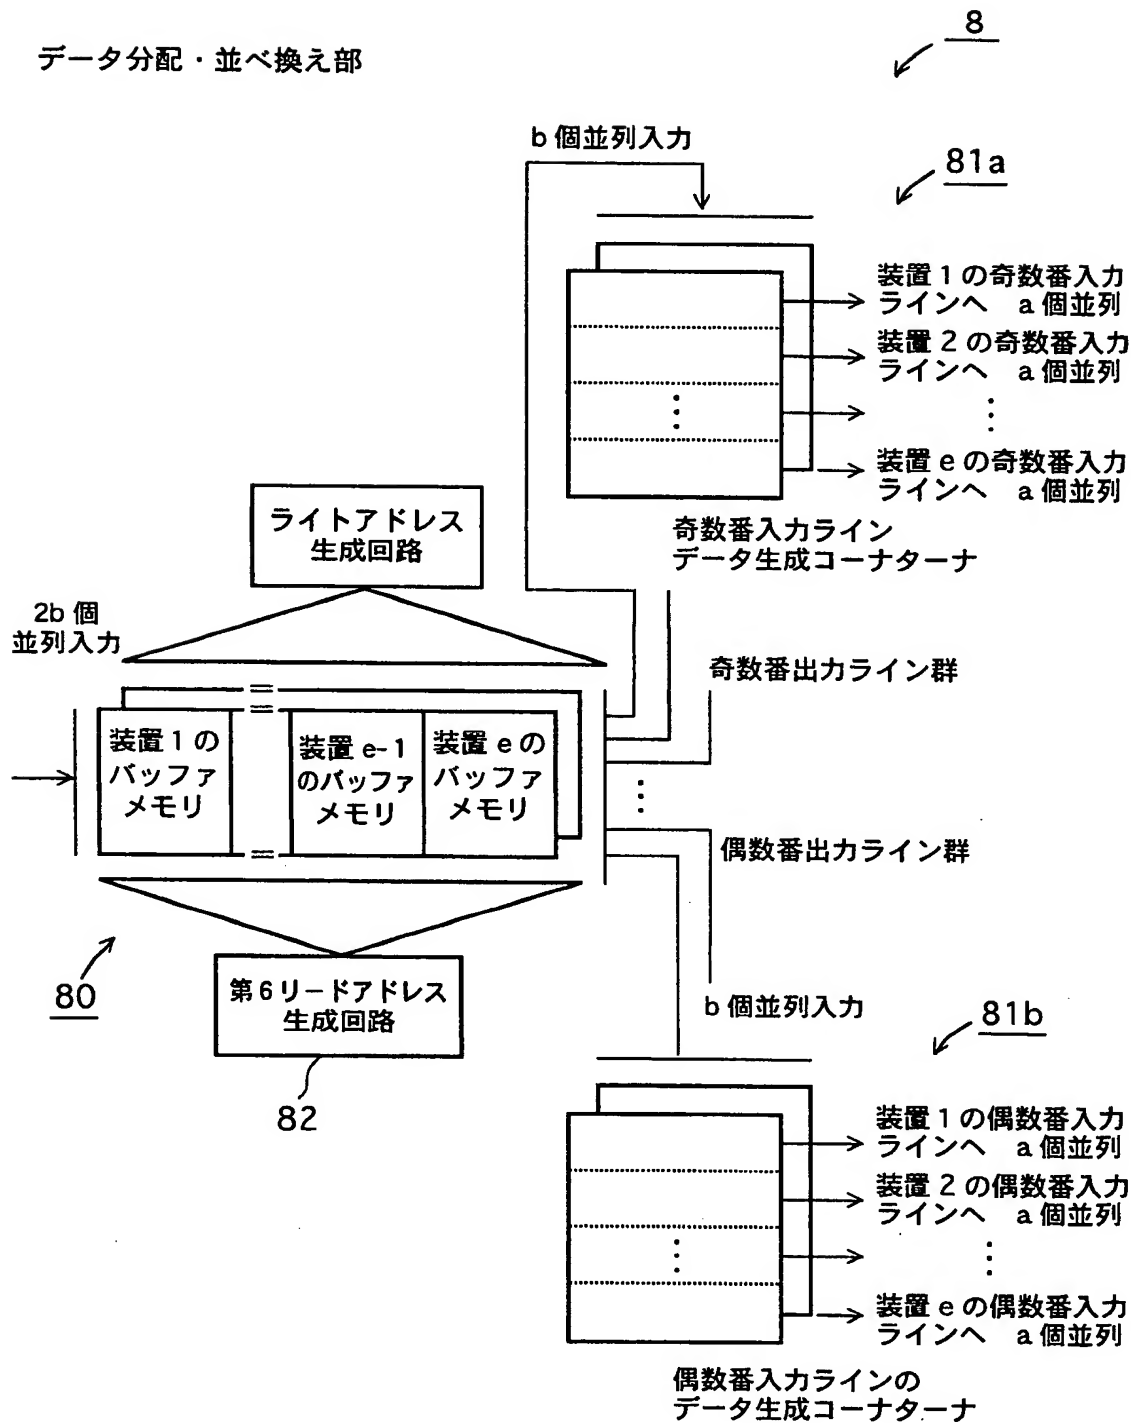 8
データ分配・並べ換え部
b 個並列入力
81a
装置 1 の奇数番入力
ラインへ a 個並列
装置 2 の奇数番入力
ラインへ a 個並列
装置 e の奇数番入力
ラインへ a 個並列
奇数番入力ライン
データ生成コーナターナ
ライトアドレス
生成回路
2b 個
並列入力
奇数番出力ライン群
装置 1 の
バッファ
メモリ
装置 e-1
のバッファ
メモリ
装置 e の
バッファ
メモリ
偶数番出力ライン群
80
第6リードアドレス
生成回路
82
b 個並列入力
81b
装置 1 の偶数番入力
ラインへ a 個並列
装置 2 の偶数番入力
ラインへ a 個並列
装置 e の偶数番入力
ラインへ a 個並列
偶数番入力ラインの
データ生成コーナターナ